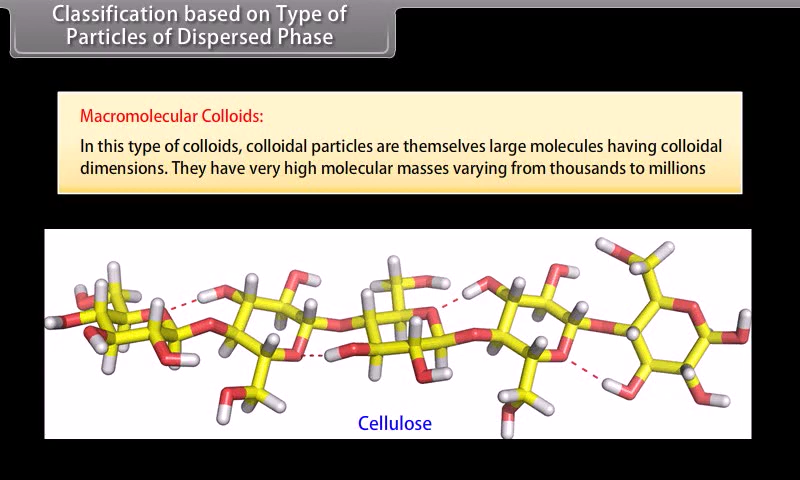 Classification based on Type of
Particles of Dispersed Phase
Macromolecular Colloids:
In this type of colloids, colloidal particles are themselves large molecules having colloidal
dimensions. They have very high molecular masses varying from thousands to millions
Cellulose